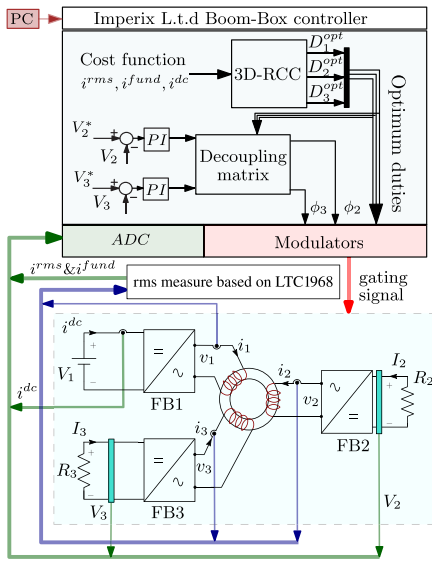 PC
Imperix L.t.d Boom-Box controller
Cost function
i^{rms}, i^{fund}, i^{dc}
3D-RCC
D_1^{opt}
D_2^{opt}
D_3^{opt}
Optimum duties
V_2^*
+
−
V_2
PI
V_3^*
+
−
V_3
PI
Decoupling
matrix
ϕ_3
ϕ_2
ADC
Modulators
i^{rms}&i^{fund}
rms measure based on LTC1968
gating
signal
i^{dc}
i^{dc}
+
V_1
−
=
∿
FB1
v_1
i_1
i_2
v_2
=
∿
FB2
I_2
+
−
R_2
V_2
I_3
+
R_3
−
V_3
=
∿
FB3
i_3
v_3